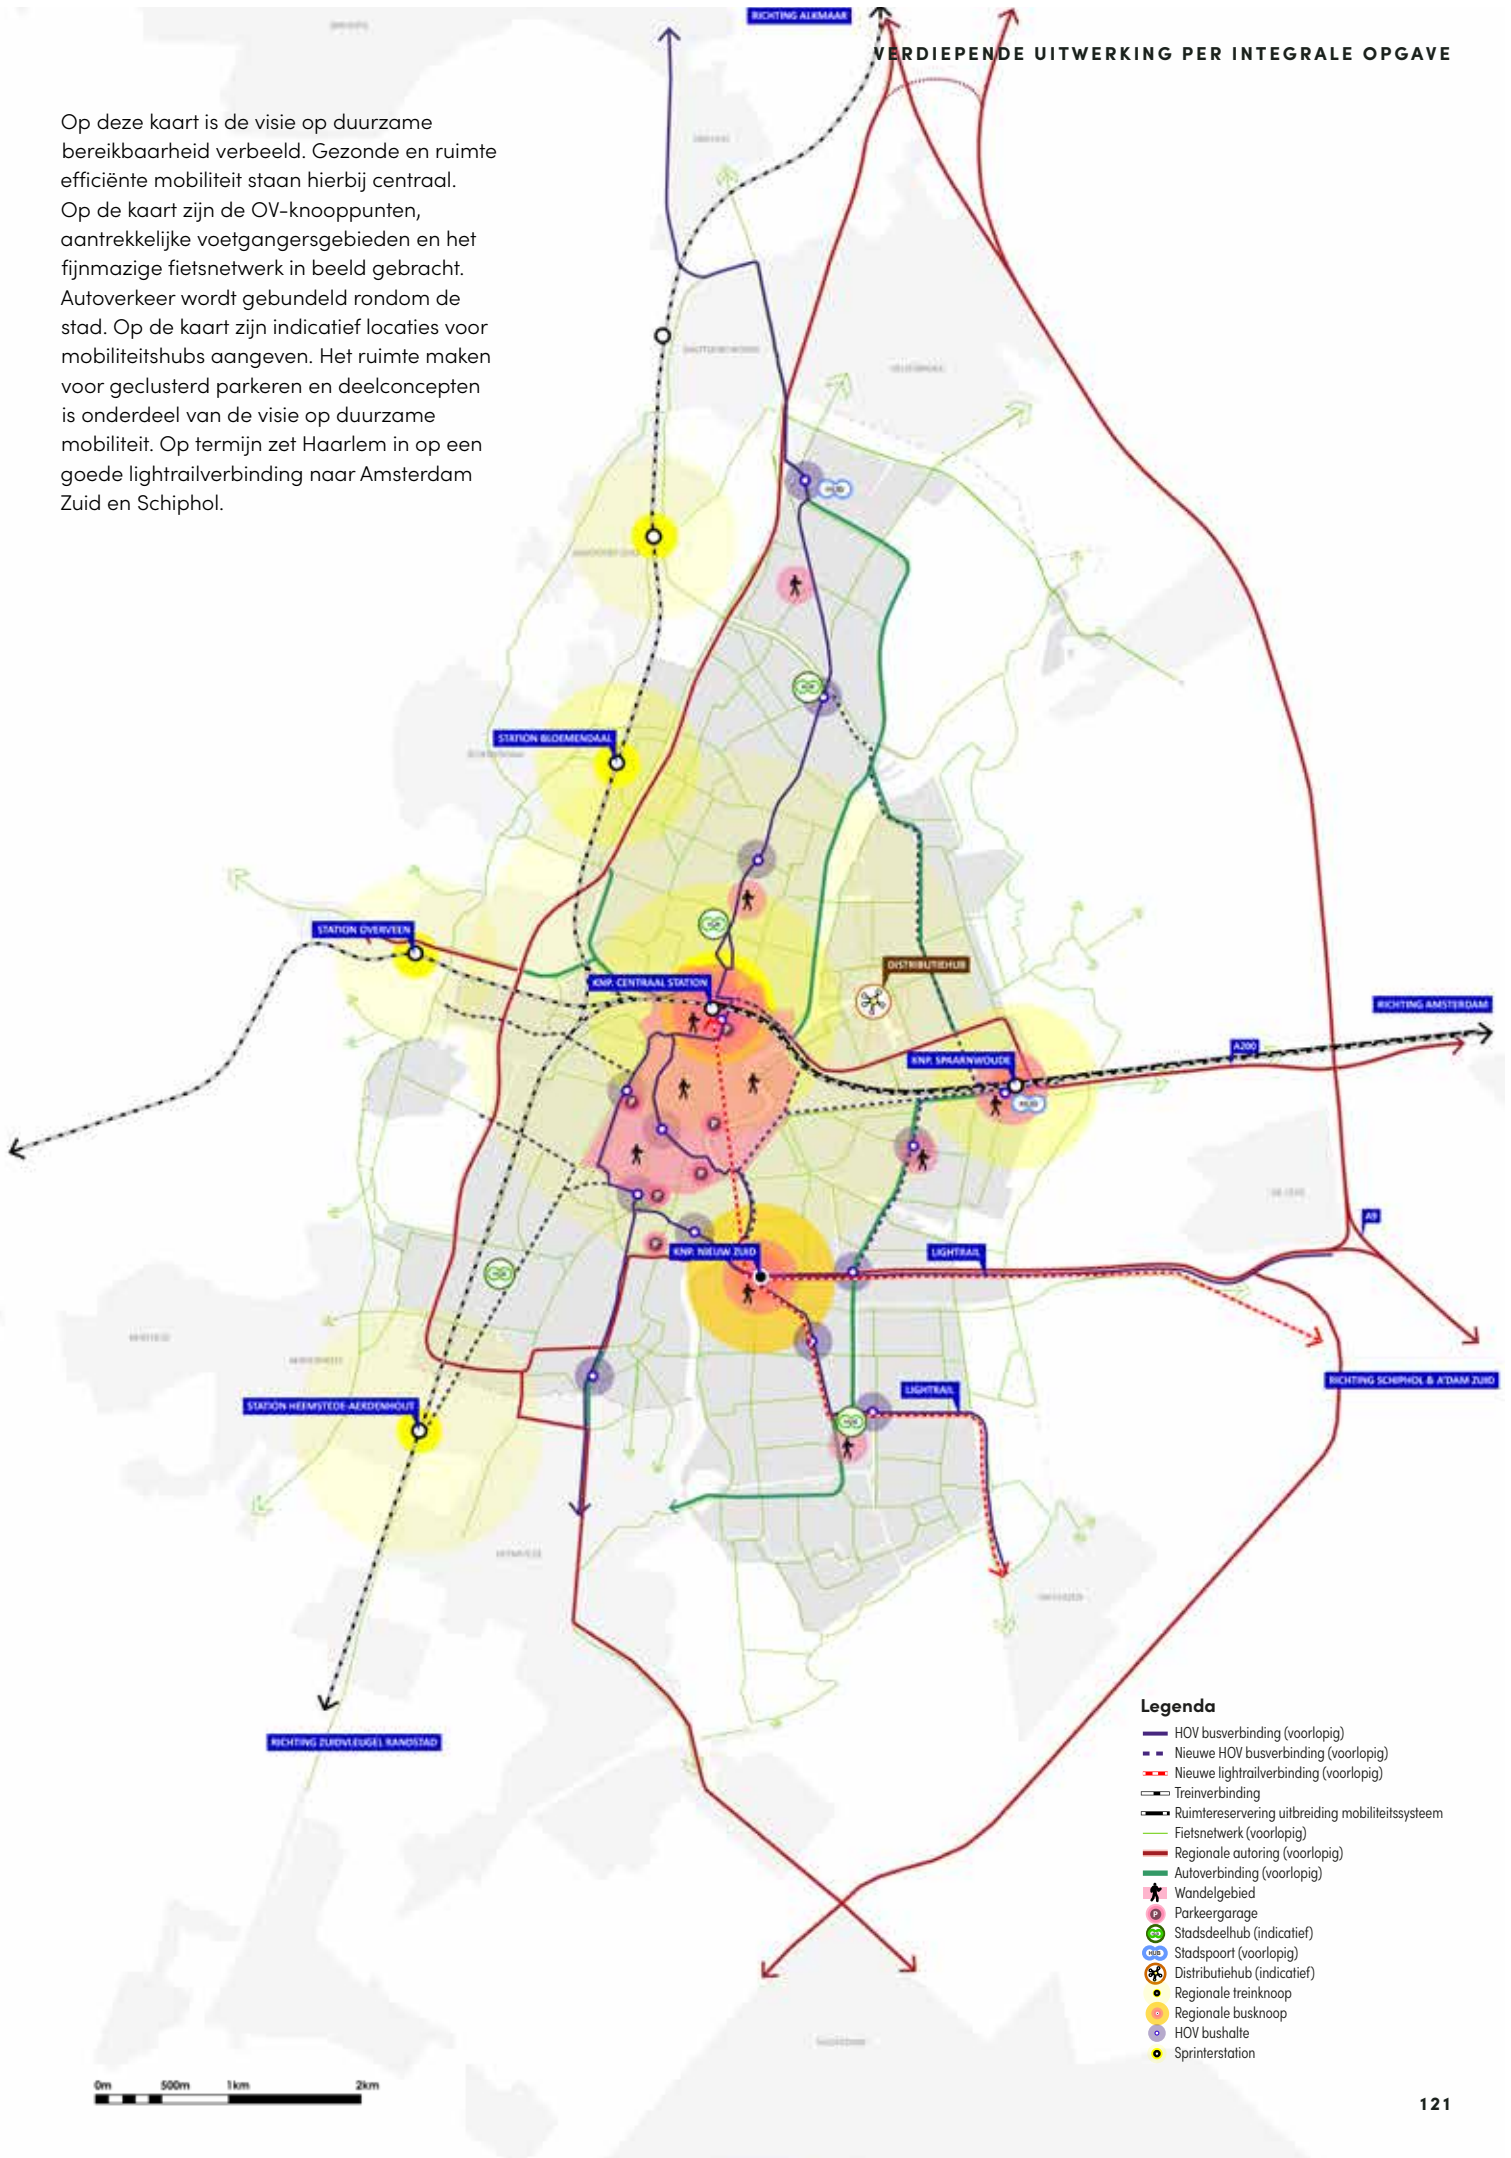 RICHTING ALKMAAR
VERDIEPENDE UITWERKING PER INTEGRALE OPGAVE
Op deze kaart is de visie op duurzame
bereikbaarheid verbeeld. Gezonde en ruimte
efficiënte mobiliteit staan hierbij centraal.
Op de kaart zijn de OV-knooppunten,
aantrekkelijke voetgangersgebieden en het
fijnmazige fietsnetwerk in beeld gebracht.
Autoverkeer wordt gebundeld rondom de
stad. Op de kaart zijn indicatief locaties voor
mobiliteitshubs aangeven. Het ruimte maken
voor geclusterd parkeren en deelconcepten
is onderdeel van de visie op duurzame
mobiliteit. Op termijn zet Haarlem in op een
goede lightrailverbinding naar Amsterdam
Zuid en Schiphol.
HUB
STATION BLOEMENDAAL
STATION OVERVEEN
DISTRIBUTIEHUB
KNP. CENTRAAL STATION
RICHTING AMSTERDAM
A200
KNP. SPAARNWOUDE
HUB
P
P
P
P
P
P
A9
KNP. NIEUW ZUID
LIGHTRAIL
RICHTING SCHIPHOL & A'DAM ZUID
LIGHTRAIL
STATION HEEMSTEDE-AERDENHOUT
HEEMSTEDE
RICHTING ZUIDVLEUGEL RANDSTAD
Legenda
HOV busverbinding (voorlopig)
Nieuwe HOV busverbinding (voorlopig)
Nieuwe lightrailverbinding (voorlopig)
Treinverbinding
Ruimtereservering uitbreiding mobiliteitssysteem
Fietsnetwerk (voorlopig)
Regionale autoring (voorlopig)
Autoverbinding (voorlopig)
Wandelgebied
P Parkeergarage
Stadsdeelhub (indicatief)
HUB Stadspoort (voorlopig)
Distributiehub (indicatief)
Regionale treinknoop
Regionale busknoop
HOV bushalte
Sprinterstation
0m 500m 1km 2km
121